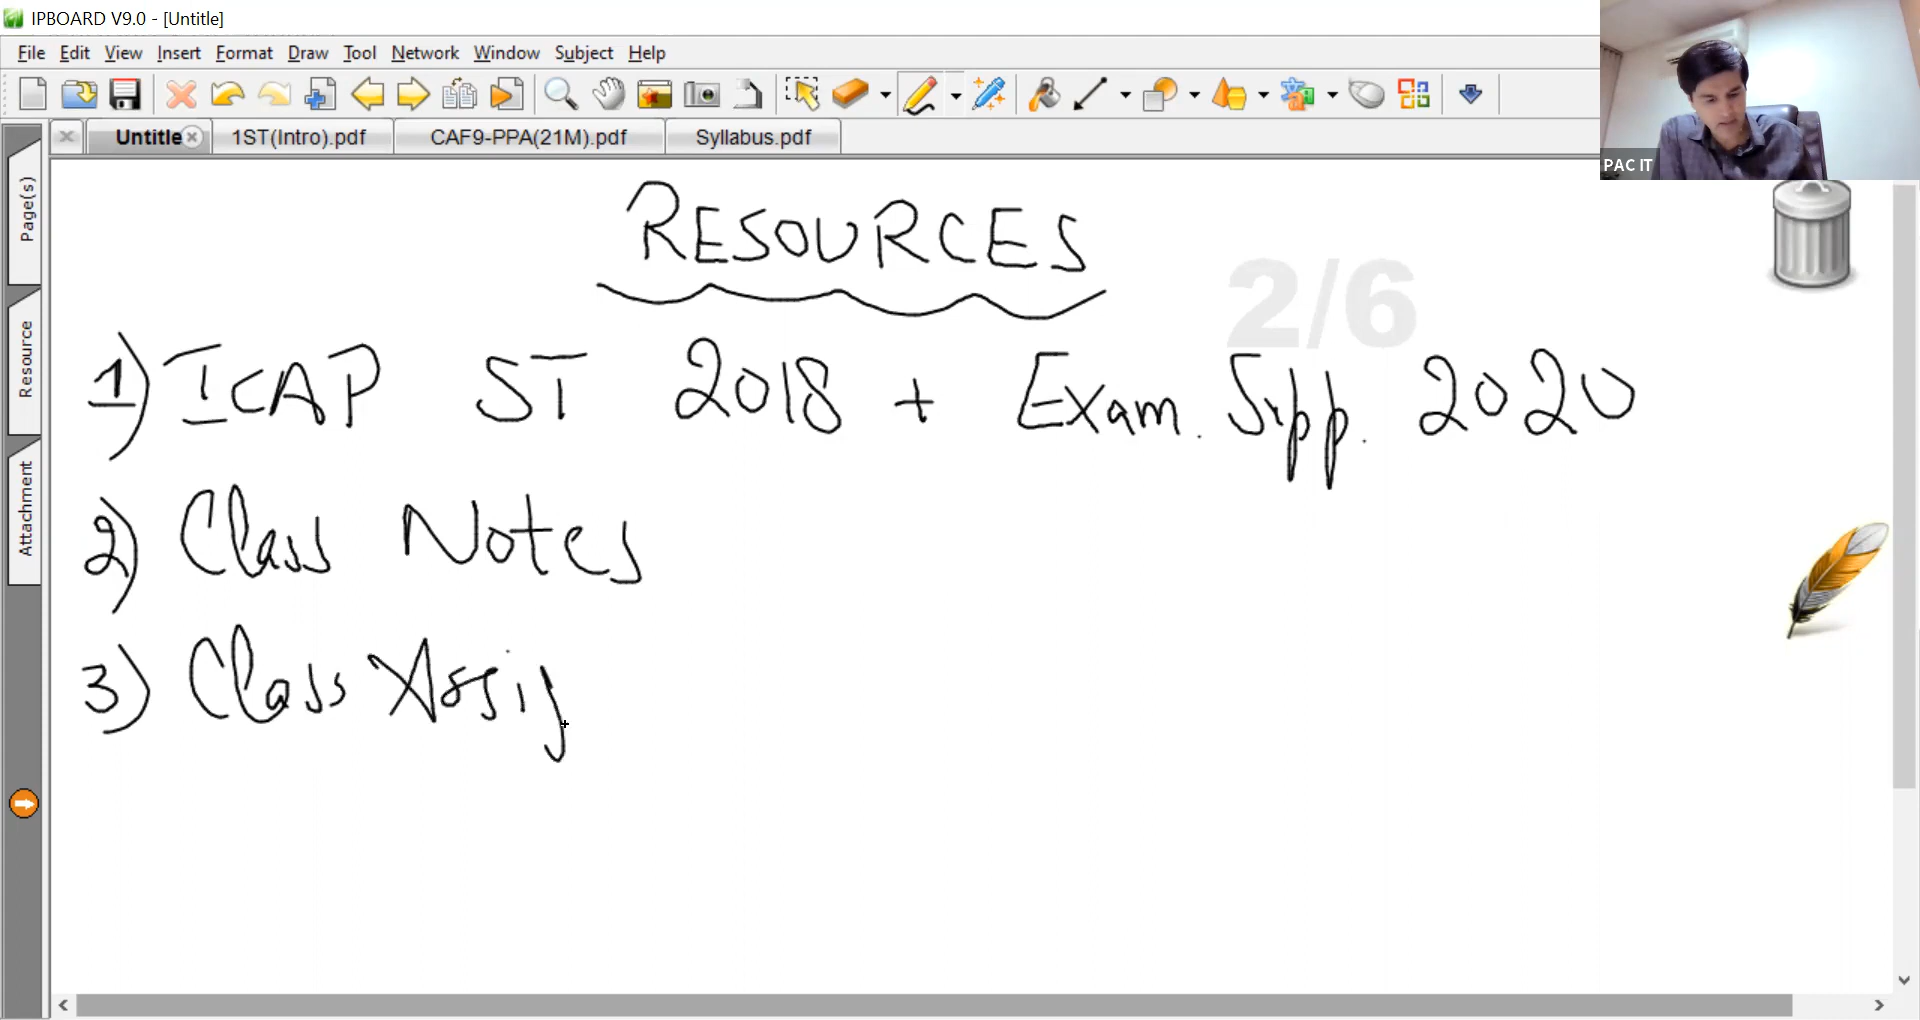 IPBOARD V9.0 - [Untitle]
File Edit View Insert Format Draw Tool Network Window Subject Help
Untitle 1ST(Intro).pdf CAF9-PPA(21M).pdf Syllabus.pdf
PAC IT
Page(s)
Resource
Attachment
RESOURCES
2/6
1) ICAP ST 2018 + Exam. Supp. 2020
2) Class Notes
3) Class Assig